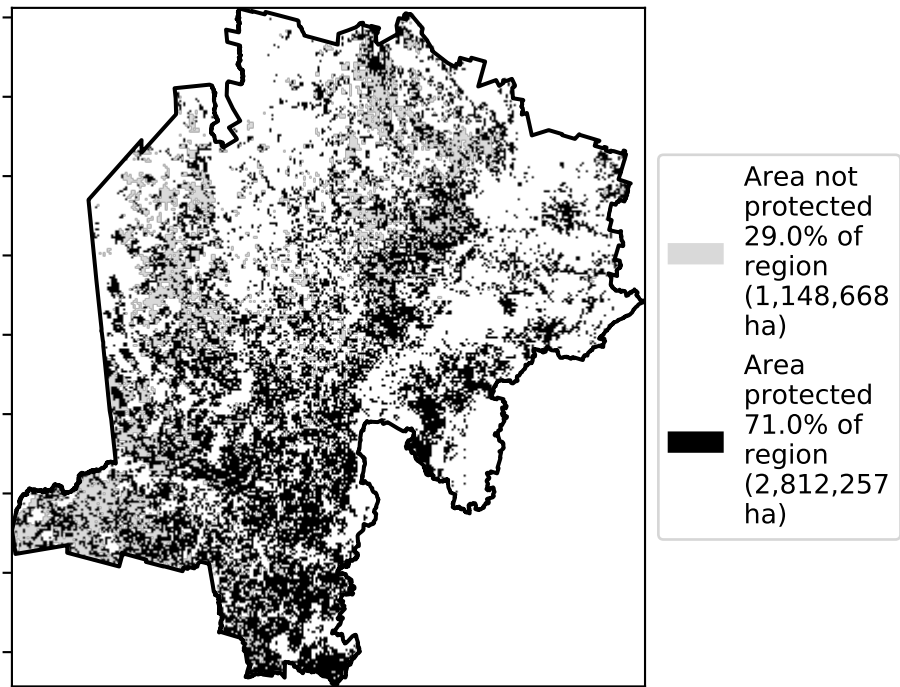 Area not
protected
29.0% of
region
(1,148,668
ha)
Area
protected
71.0% of
region
(2,812,257
ha)